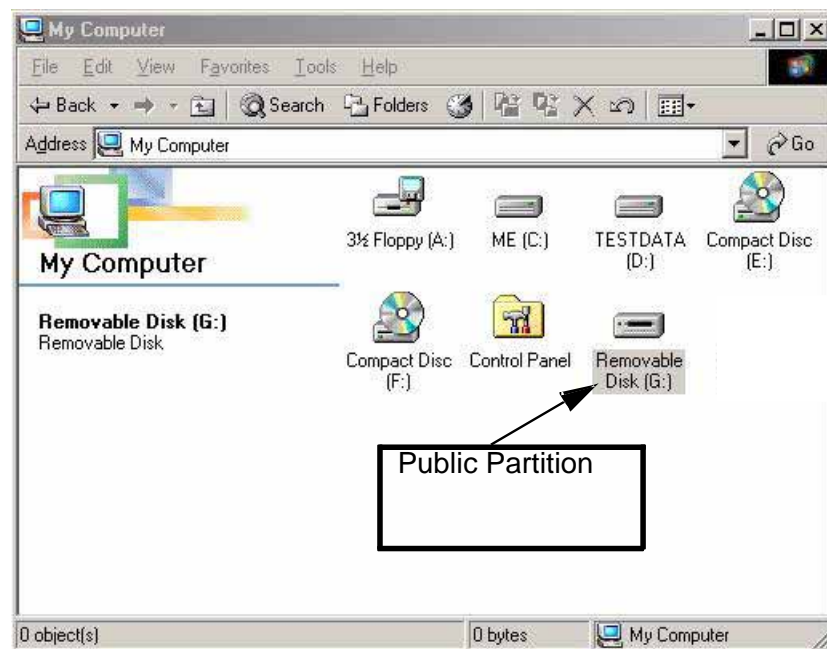 My Computer
File Edit View Favorites Tools Help
Back Search Folders
Address My Computer Go
My Computer
Removable Disk (G:)
Removable Disk
3½ Floppy (A:)
ME (C:)
TESTDATA
(D:)
Compact Disc
(E:)
Compact Disc
(F:)
Control Panel
Removable
Disk (G:)
Public Partition
0 object(s) 0 bytes My Computer